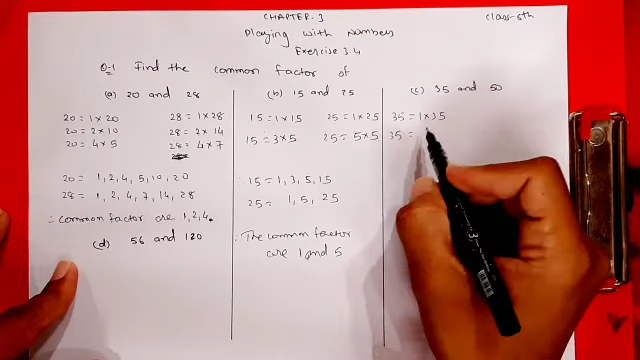 CHAPTER. 3
Class-6th
Playing with Numbers
Exercise 3.4
Q-1 Find the common factor of
(a) 20 and 28
20 = 1×20
28 = 1×28
20 = 2×10
28 = 2×14
20 = 4×5
28 = 4×7
20 = 1, 2, 4, 5, 10, 20
28 = 1, 2, 4, 7, 14, 28
∴ Common factor are 1, 2, 4.
(d) 56 and 120
(b) 15 and 25
15 = 1×15
25 = 1×25
15 = 3×5
25 = 5×5
∴ 15 = 1, 3, 5, 15
25 = 1, 5, 25
∴ The common factor
are 1 and 5
(c) 35 and 50
35 = 1×35
35 =